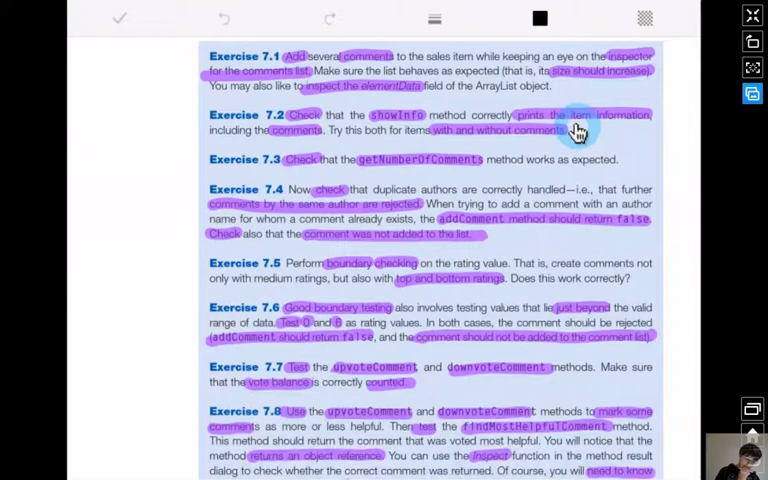 Exercise 7.1 Add several comments to the sales item while keeping an eye on the inspector
for the comments list. Make sure the list behaves as expected (that is, its size should increase).
You may also like to inspect the elementData field of the ArrayList object.
Exercise 7.2 Check that the showInfo method correctly prints the item information,
including the comments. Try this both for items with and without comments.
Exercise 7.3 Check that the getNumberOfComments method works as expected.
Exercise 7.4 Now check that duplicate authors are correctly handled—i.e., that further
comments by the same author are rejected. When trying to add a comment with an author
name for whom a comment already exists, the addComment method should return false.
Check also that the comment was not added to the list.
Exercise 7.5 Perform boundary checking on the rating value. That is, create comments not
only with medium ratings, but also with top and bottom ratings. Does this work correctly?
Exercise 7.6 Good boundary testing also involves testing values that lie just beyond the valid
range of data. Test 0 and 6 as rating values. In both cases, the comment should be rejected
(addComment should return false, and the comment should not be added to the comment list).
Exercise 7.7 Test the upvoteComment and downvoteComment methods. Make sure
that the vote balance is correctly counted.
Exercise 7.8 Use the upvoteComment and downvoteComment methods to mark some
comments as more or less helpful. Then test the findMostHelpfulComment method.
This method should return the comment that was voted most helpful. You will notice that the
method returns an object reference. You can use the Inspect function in the method result
dialog to check whether the correct comment was returned. Of course, you will need to know